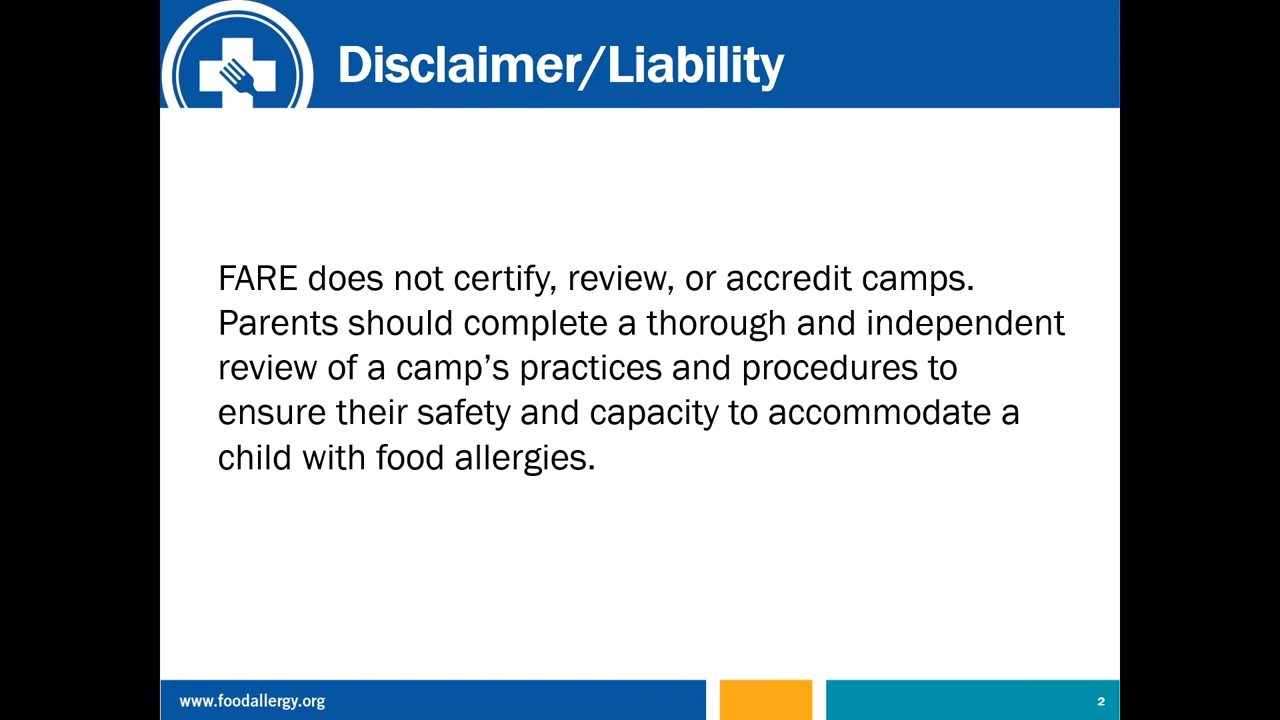 Disclaimer/Liability
FARE does not certify, review, or accredit camps.
Parents should complete a thorough and independent
review of a camp’s practices and procedures to
ensure their safety and capacity to accommodate a
child with food allergies.
www.foodallergy.org
2